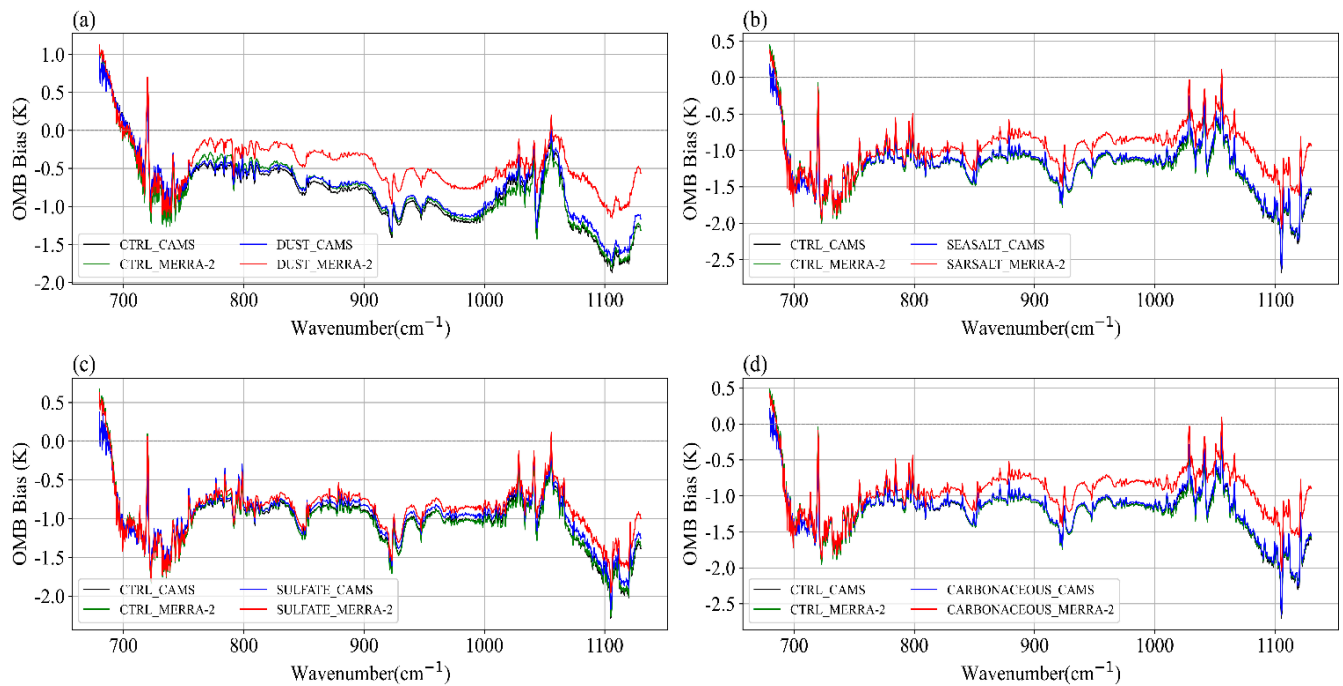 (a)
OMB Bias (K)
1.0
0.5
0.0
-0.5
-1.0
-1.5
-2.0
CTRL_CAMS
CTRL_MERRA-2
DUST_CAMS
DUST_MERRA-2
700 800 900 1000 1100
Wavenumber(cm⁻¹)
(b)
OMB Bias (K)
0.5
0.0
-0.5
-1.0
-1.5
-2.0
-2.5
CTRL_CAMS
CTRL_MERRA-2
SEASALT_CAMS
SARSALT_MERRA-2
700 800 900 1000 1100
Wavenumber(cm⁻¹)
(c)
OMB Bias (K)
0.5
0.0
-0.5
-1.0
-1.5
-2.0
CTRL_CAMS
CTRL_MERRA-2
SULFATE_CAMS
SULFATE_MERRA-2
700 800 900 1000 1100
Wavenumber(cm⁻¹)
(d)
OMB Bias (K)
0.5
0.0
-0.5
-1.0
-1.5
-2.0
-2.5
CTRL_CAMS
CTRL_MERRA-2
CARBONACEOUS_CAMS
CARBONACEOUS_MERRA-2
700 800 900 1000 1100
Wavenumber(cm⁻¹)